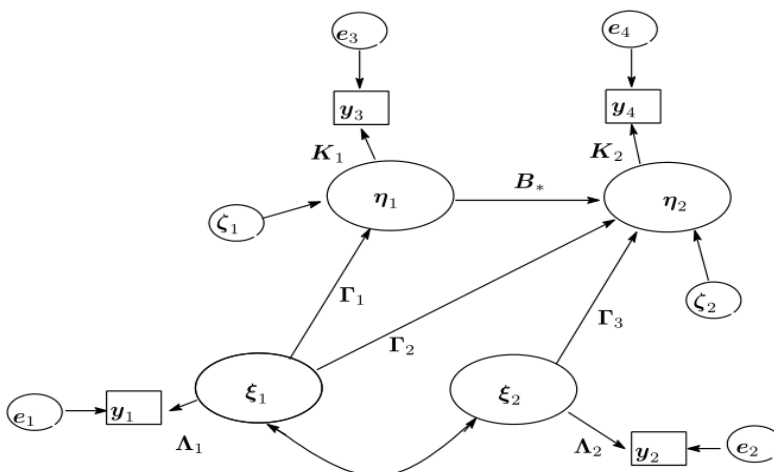 e₃
e₄
y₃
y₄
K₁
K₂
η₁
B*
η₂
ζ₁
ζ₂
Γ₁
Γ₂
Γ₃
ξ₁
ξ₂
e₁
y₁
Λ₁
Λ₂
y₂
e₂